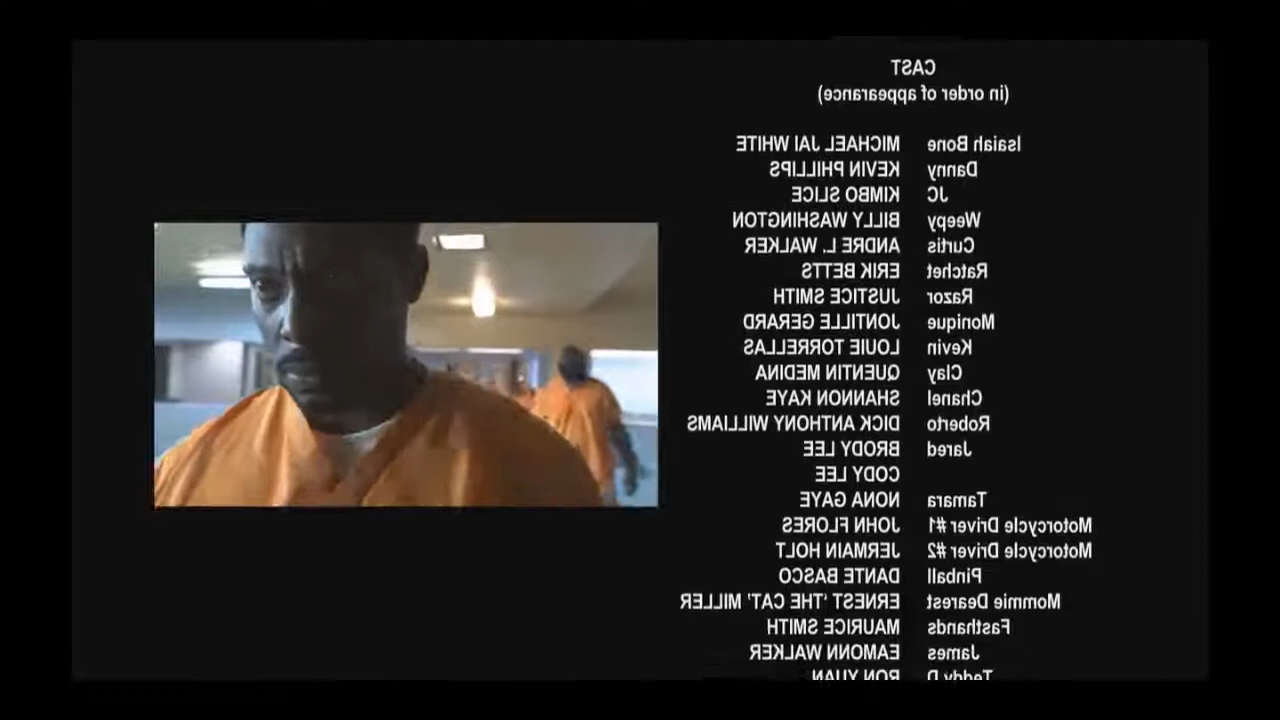 CAST
(in order of appearance)
Isaiah Bone MICHAEL JAI WHITE
Danny KEVIN PHILLIPS
JC KIMBO SLICE
Weepy BILLY WASHINGTON
Curtis ANDRE L. WALKER
Ratchet ERIK BETTS
Razor JUSTICE SMITH
Monique JONTILLE GERARD
Kevin LOUIE TORRELLAS
Clay QUENTIN MEDINA
Chanel SHANNON KAYE
Roberto DICK ANTHONY WILLIAMS
Jared BRODY LEE
CODY LEE
Tamara NONA GAYE
Motorcycle Driver #1 JOHN FLORES
Motorcycle Driver #2 JERMAIN HOLT
Pinball DANTE BASCO
Mommie Dearest ERNEST 'THE CAT' MILLER
Fasthands MAURICE SMITH
James EAMONN WALKER
Teddy D RON YUAN